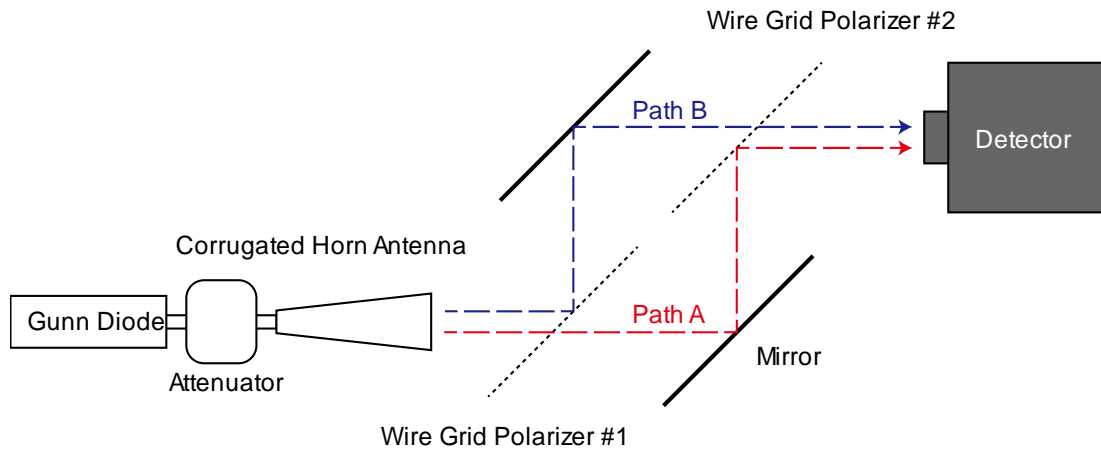 Wire Grid Polarizer #2
Path B
Detector
Corrugated Horn Antenna
Gunn Diode
Path A
Mirror
Attenuator
Wire Grid Polarizer #1